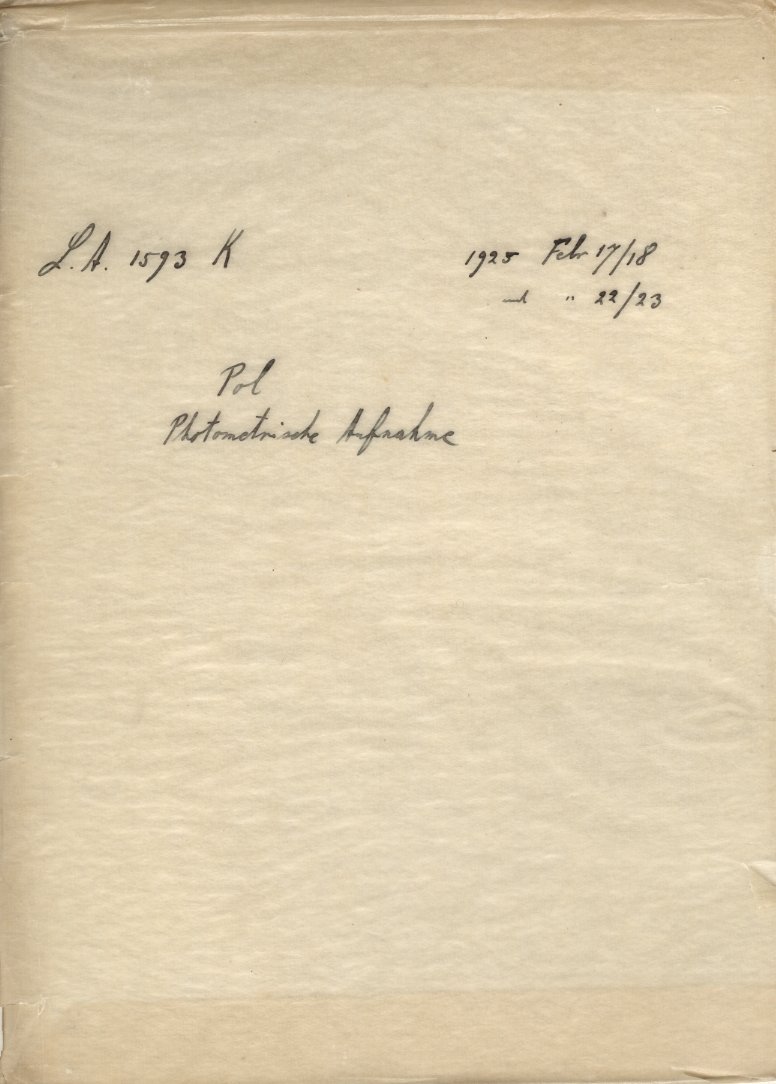 L.A. 1593 K 1925 Febr 17/18
und " 22/23
Pol
Photometrische Aufnahme